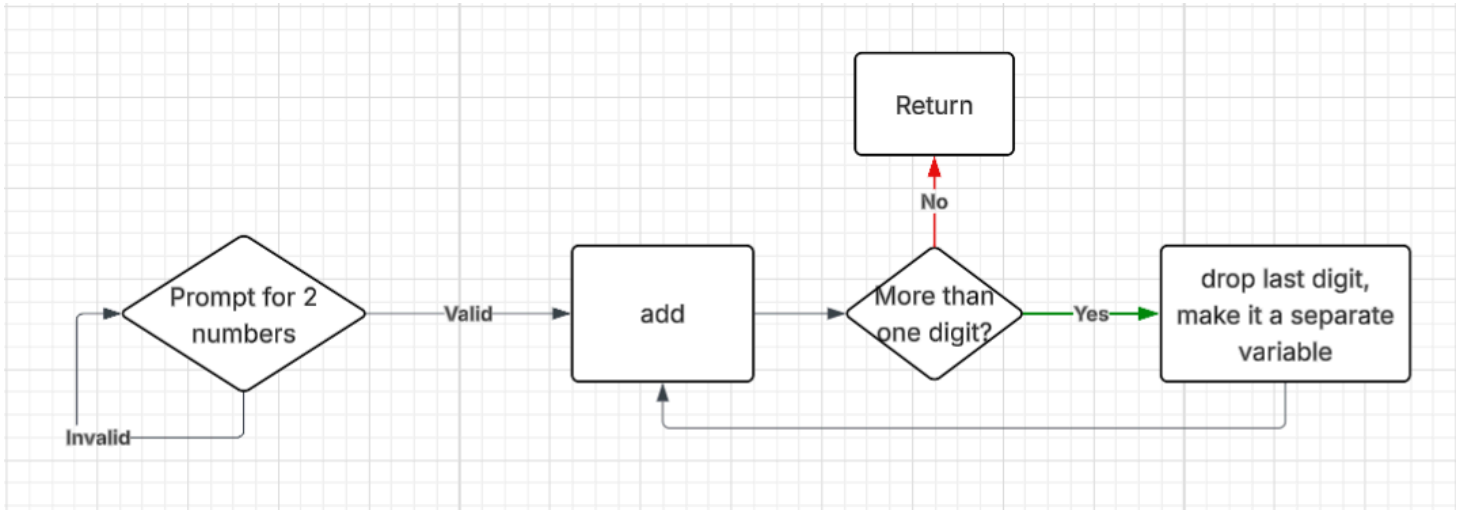 Return
No
Prompt for 2
numbers
Valid
add
More than
one digit?
Yes
drop last digit,
make it a separate
variable
Invalid